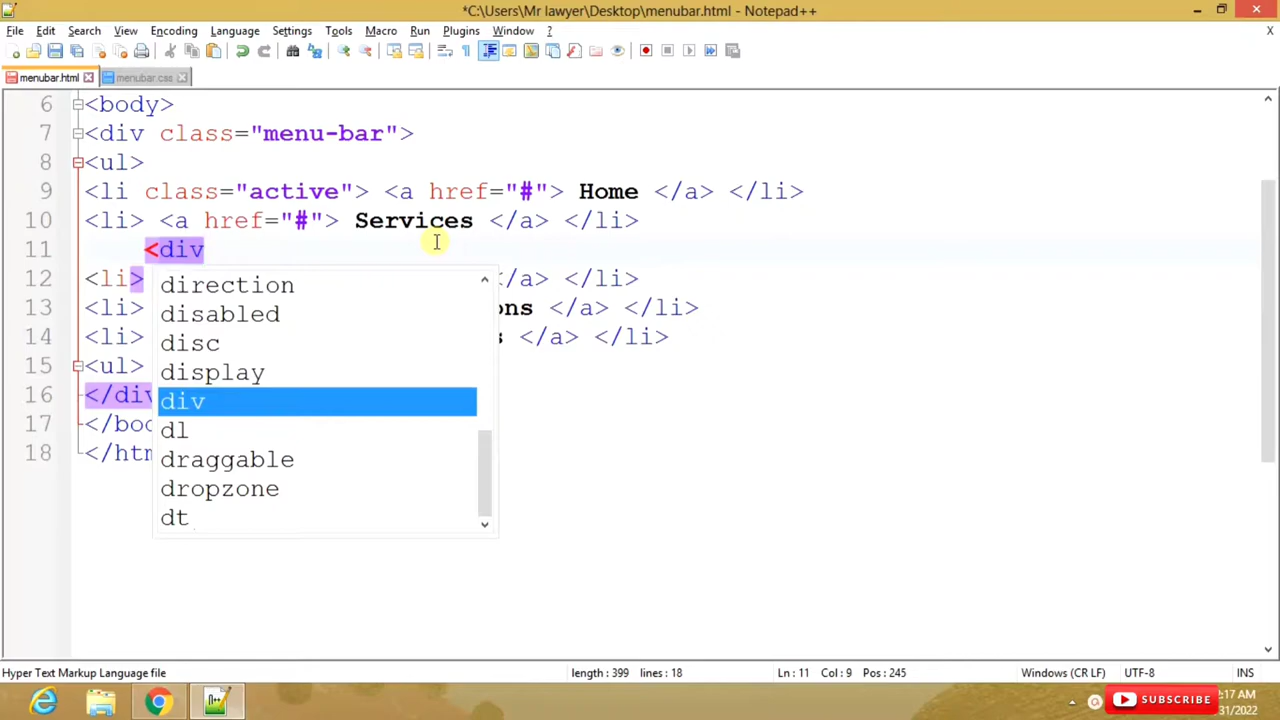 *C:\Users\Mr lawyer\Desktop\menubar.html - Notepad++
File Edit Search View Encoding Language Settings Tools Macro Run Plugins Window ? X
menubar.html menubar.css
6 <body>
7 <div class="menu-bar">
8 <ul>
9 <li class="active"> <a href="#"> Home </a> </li>
10 <li> <a href="#"> Services </a> </li>
11 <div
12 <li> </a> </li>
13 <li> ons </a> </li>
14 <li> s </a> </li>
15 <ul>
16 </div
17 </bod
18 </htm
direction
disabled
disc
display
div
dl
draggable
dropzone
dt
Hyper Text Markup Language file length : 399 lines : 18 Ln : 11 Col : 9 Pos : 245 Windows (CR LF) UTF-8 INS
SUBSCRIBE
:17 AM
/31/2022